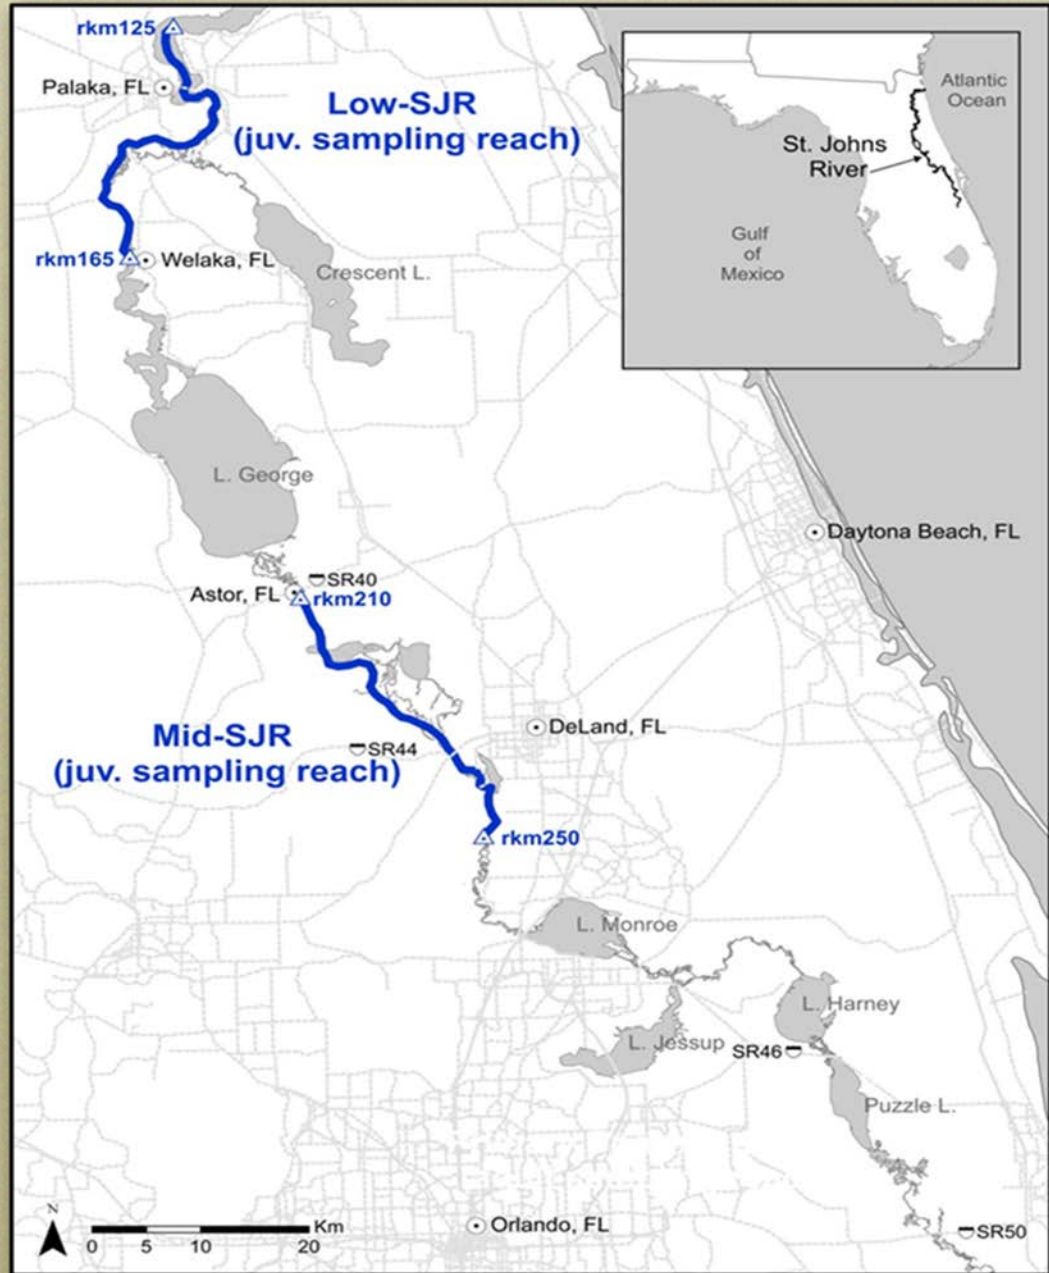 rkm125
Palaka, FL
Low-SJR
(juv. sampling reach)
Atlantic
Ocean
St. Johns
River
Gulf
of
Mexico
rkm165
Welaka, FL
Crescent L.
L. George
Daytona Beach, FL
SR40
Astor, FL
rkm210
DeLand, FL
Mid-SJR
(juv. sampling reach)
SR44
rkm250
L. Monroe
L. Harney
L. Jessup
SR46
Puzzle L.
N
Km
0 5 10 20
Orlando, FL
SR50